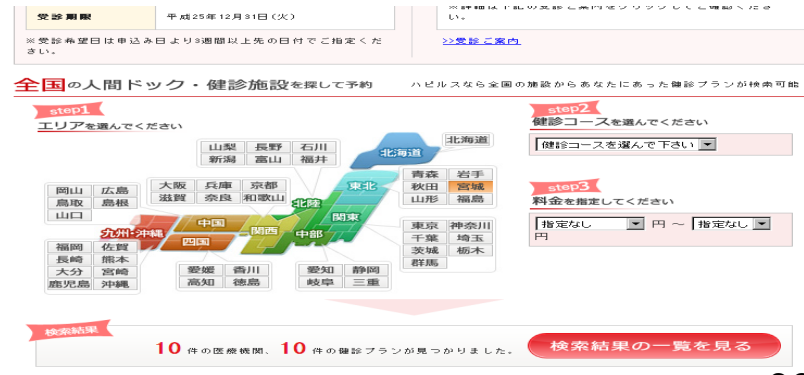 受診期限 平成25年12月31日(火)
※受診希望日は申込み日より3週間以上先の日付でご指定ください。
い。
>>受診ご案内
全国の人間ドック・健診施設を探して予約
ハピルスなら全国の施設からあなたにあった健診プランが検索可能
step1
エリアを選んでください
北海道
北海道
山梨 長野 石川
新潟 富山 福井
青森 岩手
秋田 宮城
山形 福島
東北
大阪 兵庫 京都
滋賀 奈良 和歌山
岡山 広島
鳥取 島根
山口
北陸
関東
中国
関西
中部
九州・沖縄
四国
東京 神奈川
千葉 埼玉
茨城 栃木
群馬
福岡 佐賀
長崎 熊本
大分 宮崎
鹿児島 沖縄
愛媛 香川
高知 徳島
愛知 静岡
岐阜 三重
step2
健診コースを選んでください
健診コースを選んで下さい
step3
料金を指定してください
指定なし 円 ~ 指定なし
円
検索結果
10 件の医療機関、10 件の健診プランが見つかりました。
検索結果の一覧を見る